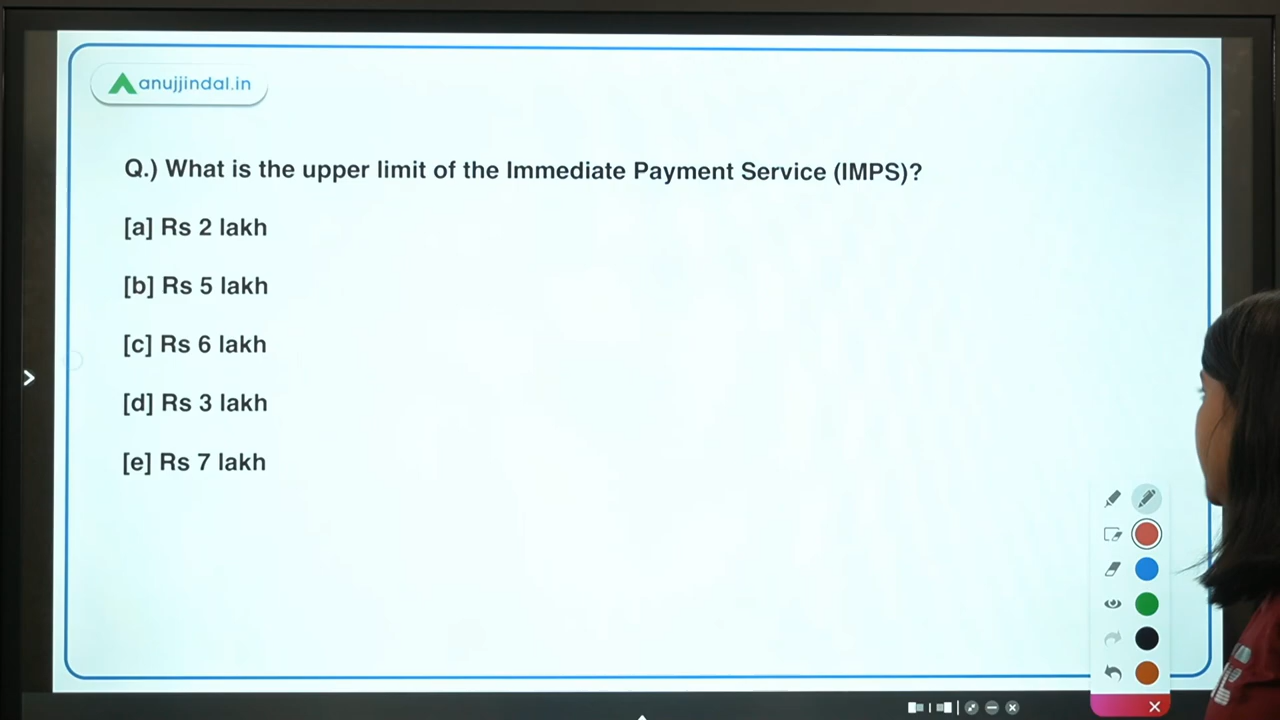 anujjindal.in
Q.) What is the upper limit of the Immediate Payment Service (IMPS)?
[a] Rs 2 lakh
[b] Rs 5 lakh
[c] Rs 6 lakh
[d] Rs 3 lakh
[e] Rs 7 lakh